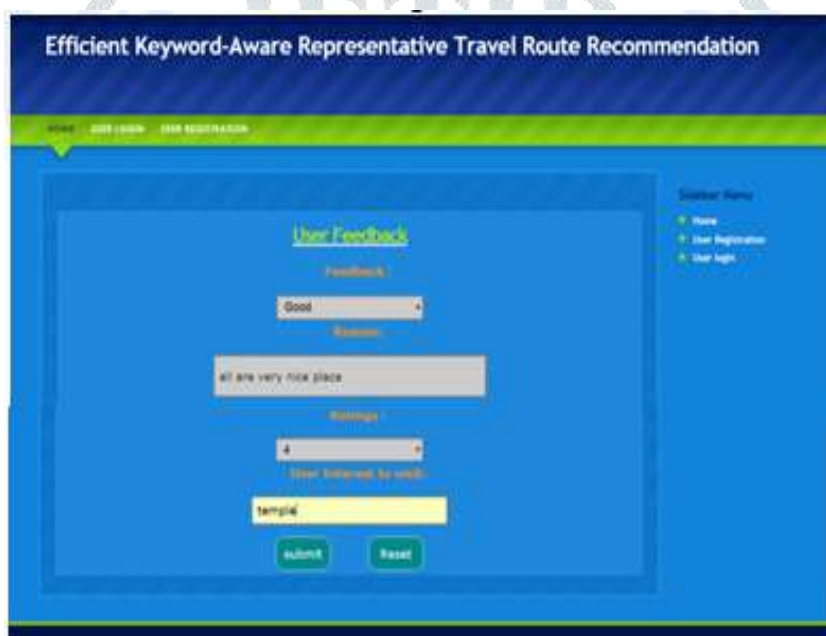 Efficient Keyword-Aware Representative Travel Route Recommendation
HOME USER LOGIN USER REGISTRATION
Sidebar Menu
Home
User Registration
User login
User Feedback
Feedback :
Good
Reason:
all are very nice place
Ratings :
4
User Interest to visit:
temple
submit Reset